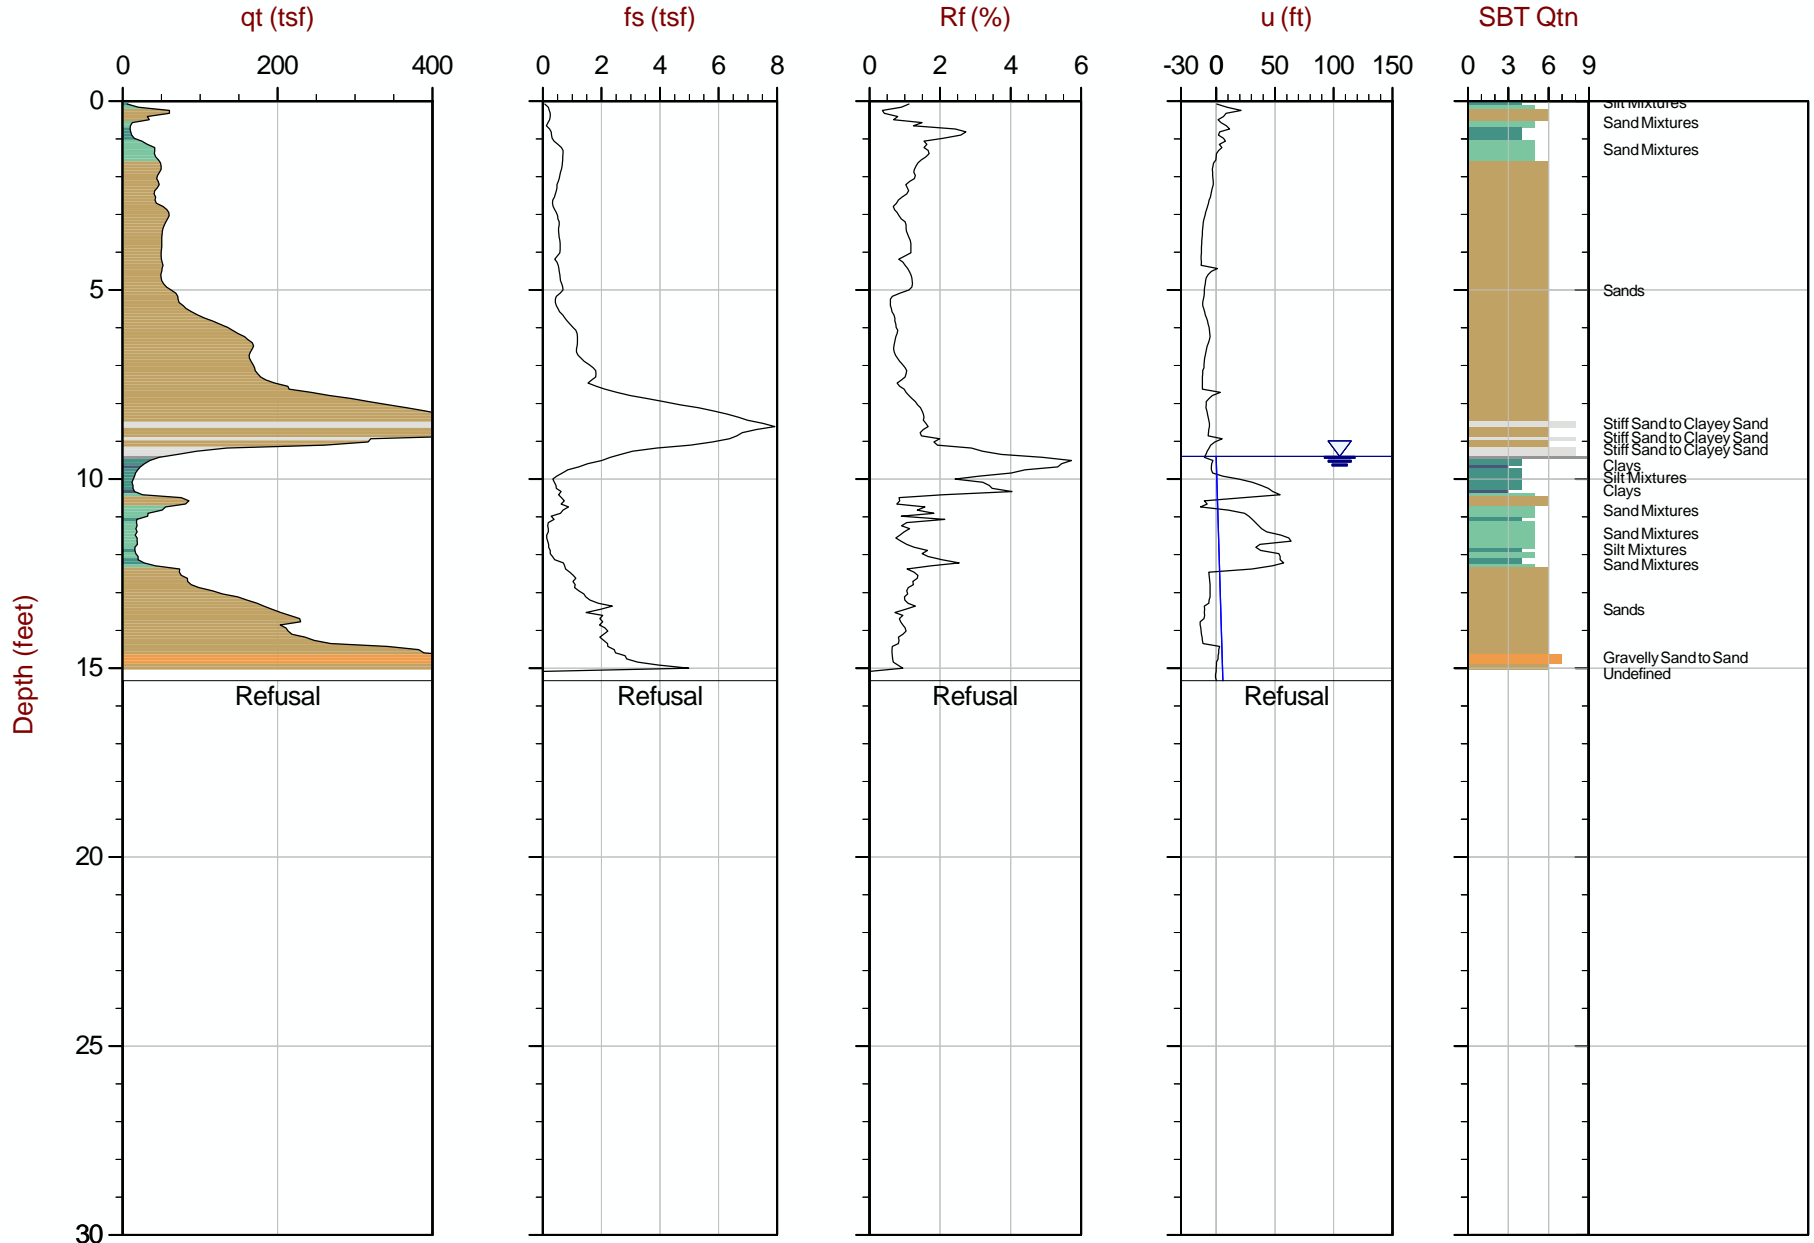 qt (tsf) fs (tsf) Rf (%) u (ft) SBT Qtn
0 200 400 0 2 4 6 8 0 2 4 6 -30 0 50 100 150 0 3 6 9
0
Silt Mixtures
Sand Mixtures
Sand Mixtures
5
Sands
Stiff Sand to Clayey Sand
Stiff Sand to Clayey Sand
Stiff Sand to Clayey Sand
Clays
10
Silt Mixtures
Clays
Sand Mixtures
Sand Mixtures
Silt Mixtures
Sand Mixtures
Sands
Gravelly Sand to Sand
15
Undefined
Refusal Refusal Refusal Refusal
Depth (feet)
20
25
30